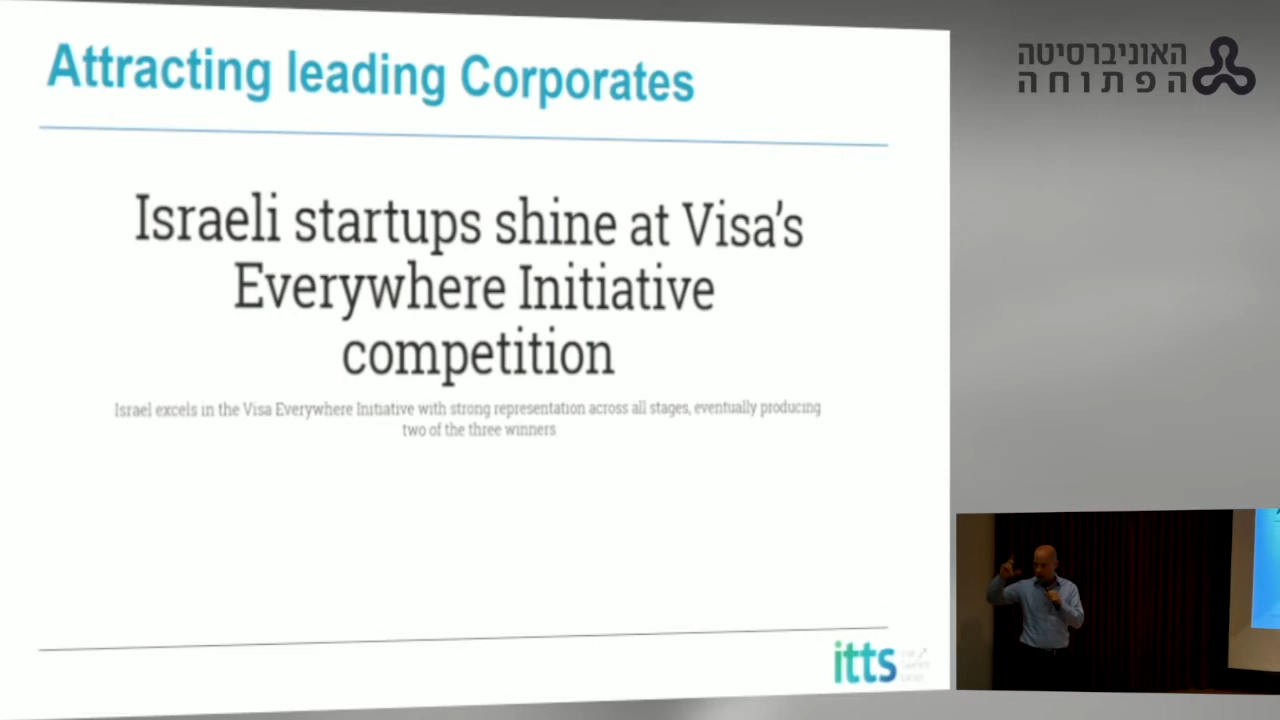 Attracting leading Corporates
Israeli startups shine at Visa's
Everywhere Initiative
competition
Israel excels in the Visa Everywhere Initiative with strong representation across all stages, eventually producing
two of the three winners
itts
האוניברסיטה
הפתוחה